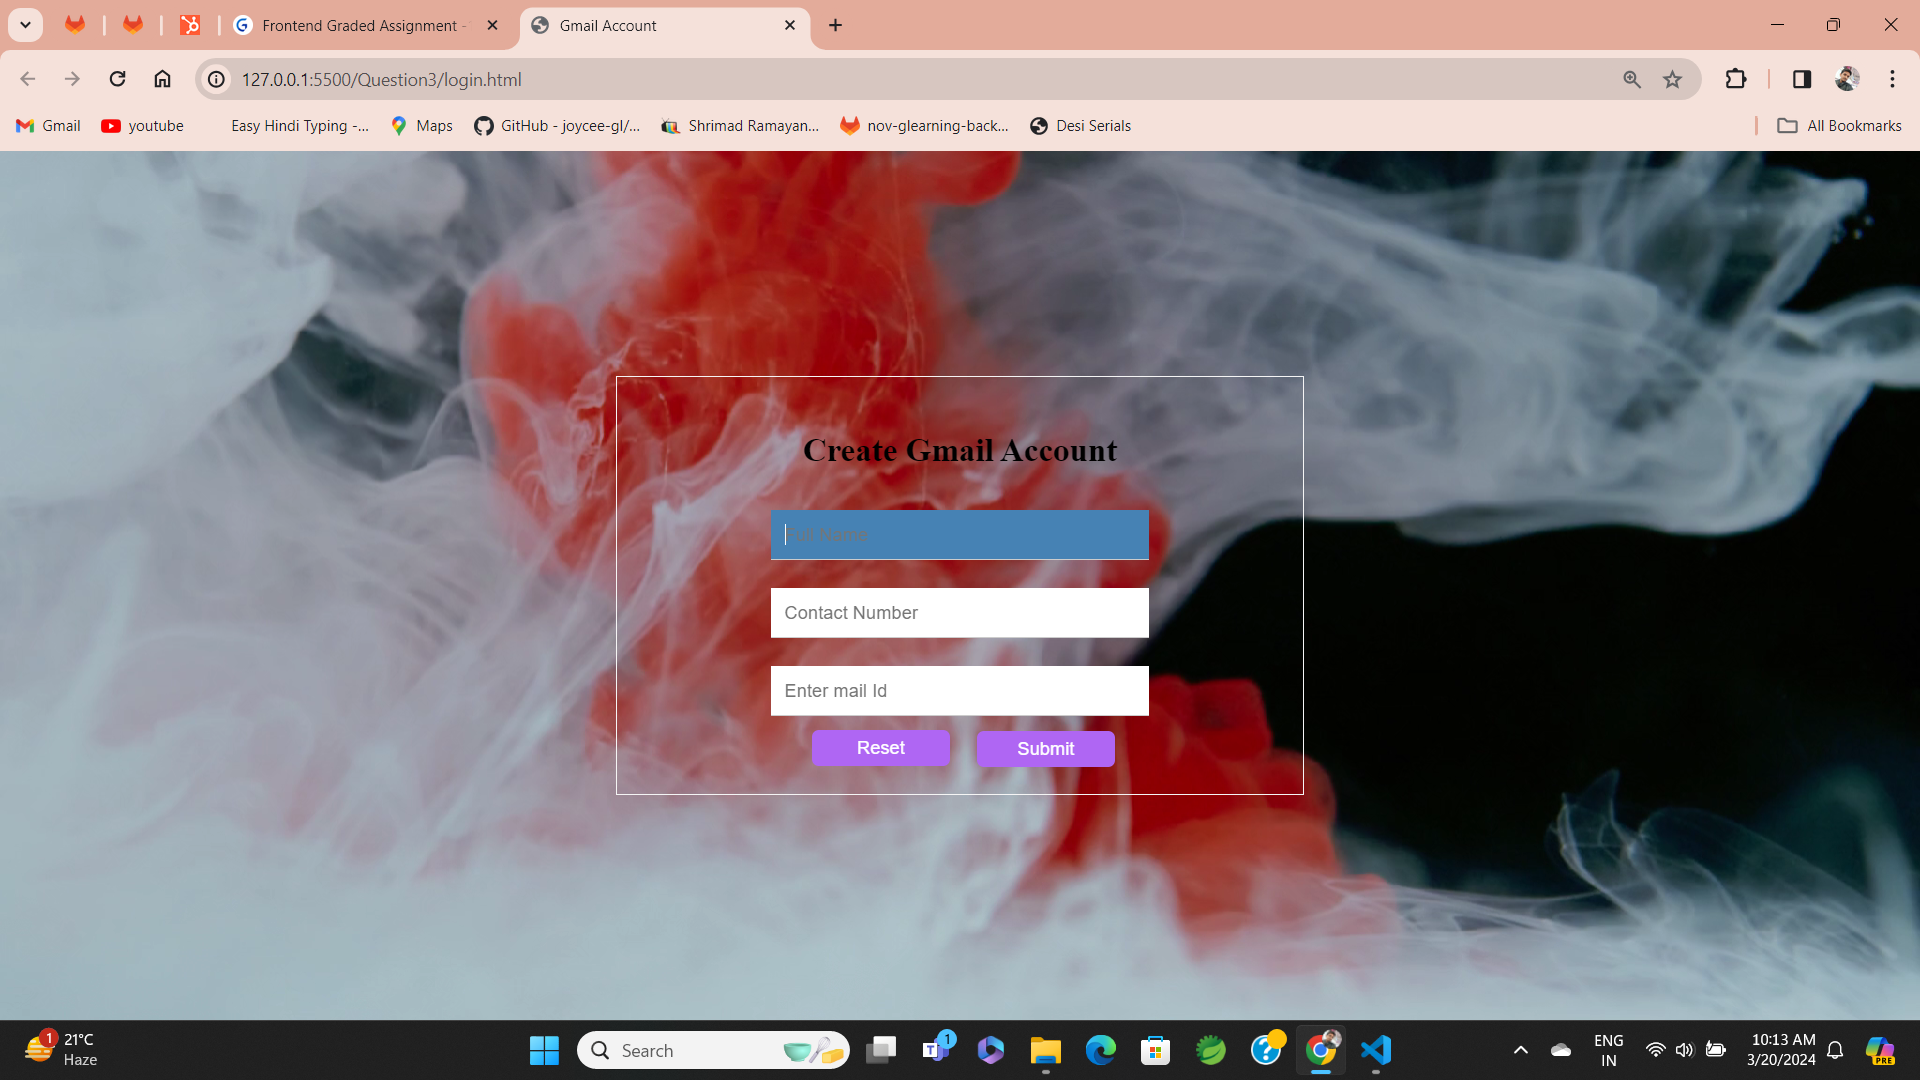 Frontend Graded Assignment -
Gmail Account
127.0.0.1:5500/Question3/login.html
Gmail
youtube
Easy Hindi Typing -...
Maps
GitHub - joycee-gl/...
Shrimad Ramayan...
nov-glearning-back...
Desi Serials
All Bookmarks
Create Gmail Account
Full Name
Contact Number
Enter mail Id
Reset
Submit
1
21°C
Haze
Search
T
1
?
PRE
ENG
IN
10:13 AM
3/20/2024